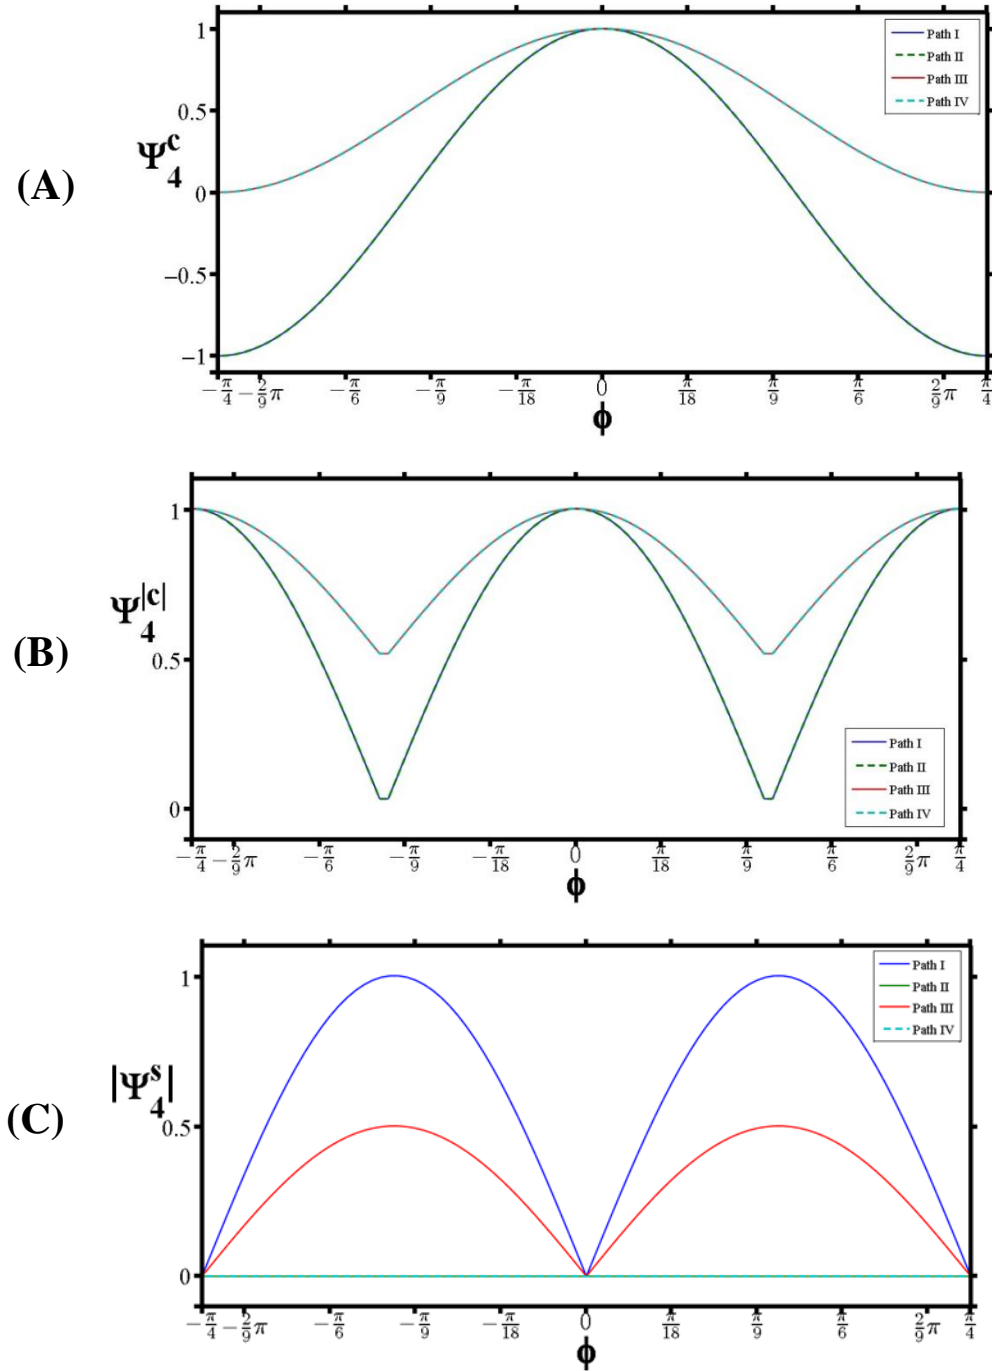 (A)
Ψ₄ᶜ
1
0.5
0
−0.5
−1
Path I
Path II
Path III
Path IV
−π/4 −2/9π −π/6 −π/9 −π/18 0 π/18 π/9 π/6 2/9π π/4
ϕ
(B)
Ψ₄^|c|
1
0.5
0
Path I
Path II
Path III
Path IV
−π/4 −2/9π −π/6 −π/9 −π/18 0 π/18 π/9 π/6 2/9π π/4
ϕ
(C)
|Ψ₄ˢ|
1
0.5
0
Path I
Path II
Path III
Path IV
−π/4 −2/9π −π/6 −π/9 −π/18 0 π/18 π/9 π/6 2/9π π/4
ϕ